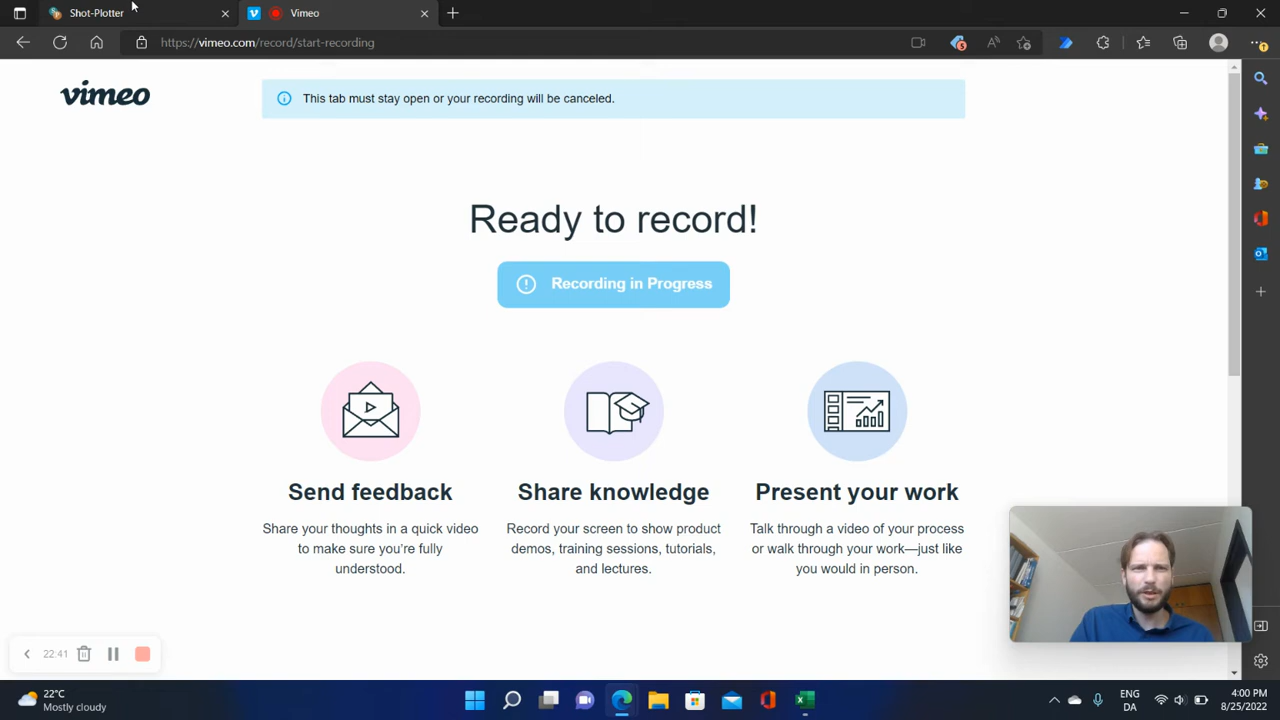 Shot-Plotter
Vimeo
https://vimeo.com/record/start-recording
5
vimeo
This tab must stay open or your recording will be canceled.
Ready to record!
Recording in Progress
Send feedback
Share your thoughts in a quick video
to make sure you're fully
understood.
Share knowledge
Record your screen to show product
demos, training sessions, tutorials,
and lectures.
Present your work
Talk through a video of your process
or walk through your work—just like
you would in person.
22:41
22°C
Mostly cloudy
ENG
DA
4:00 PM
8/25/2022